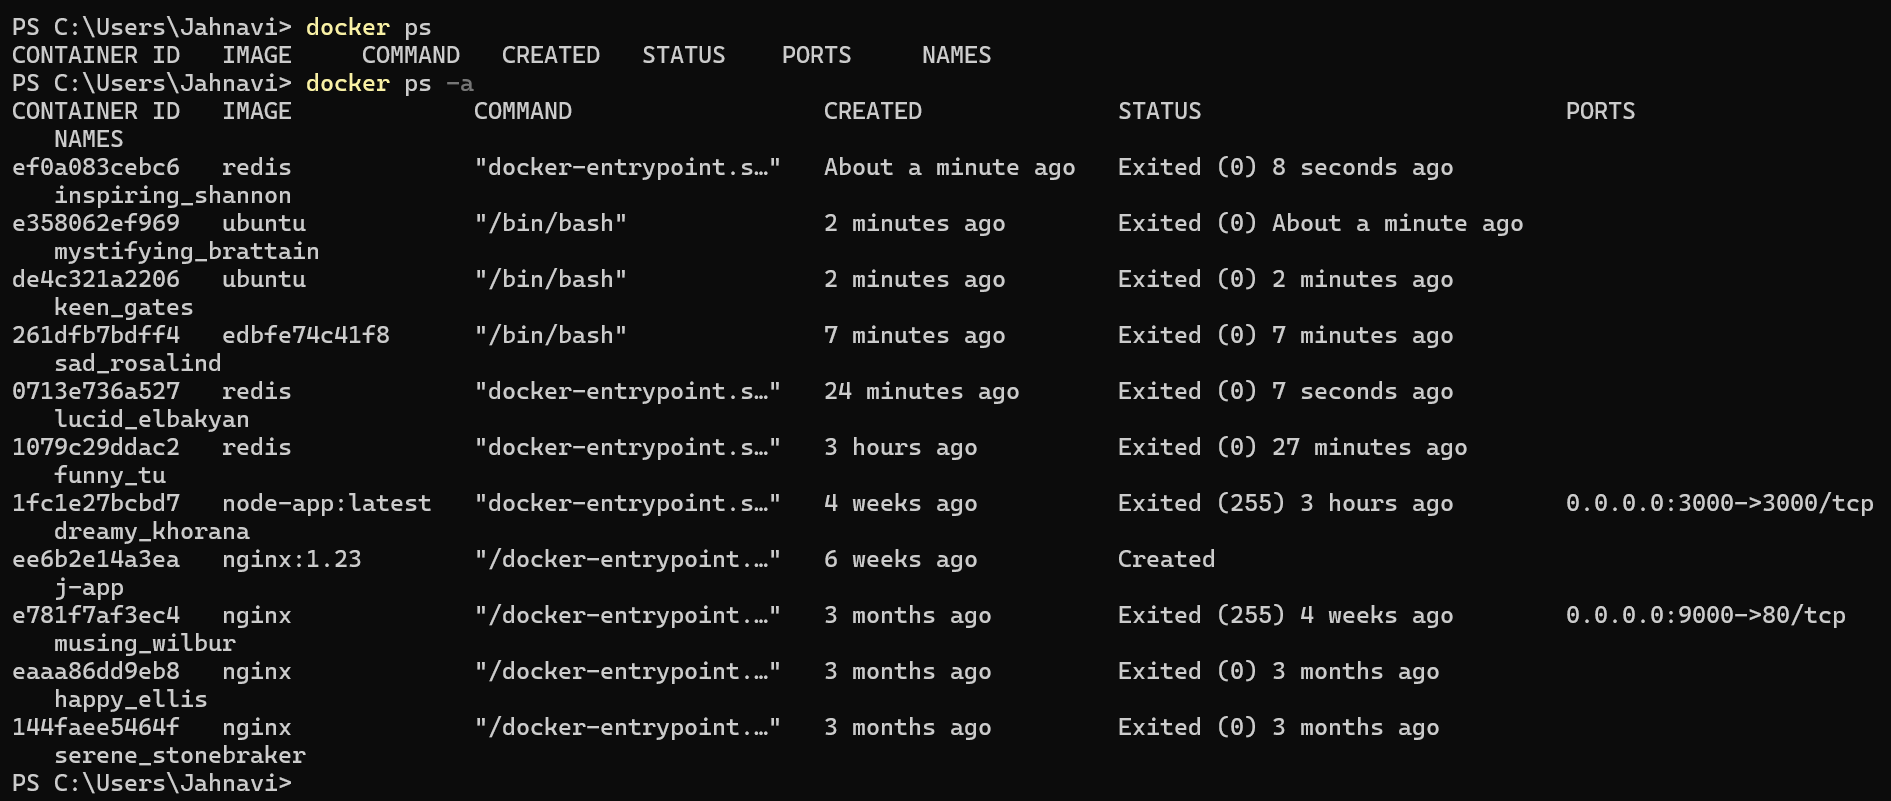 PS C:\Users\Jahnavi> docker ps
CONTAINER ID   IMAGE     COMMAND   CREATED   STATUS    PORTS     NAMES
PS C:\Users\Jahnavi> docker ps -a
CONTAINER ID   IMAGE             COMMAND                  CREATED              STATUS                          PORTS
   NAMES
ef0a083cebc6   redis             "docker-entrypoint.s…"   About a minute ago   Exited (0) 8 seconds ago
   inspiring_shannon
e358062ef969   ubuntu            "/bin/bash"              2 minutes ago        Exited (0) About a minute ago
   mystifying_brattain
de4c321a2206   ubuntu            "/bin/bash"              2 minutes ago        Exited (0) 2 minutes ago
   keen_gates
261dfb7bdff4   edbfe74c41f8      "/bin/bash"              7 minutes ago        Exited (0) 7 minutes ago
   sad_rosalind
0713e736a527   redis             "docker-entrypoint.s…"   24 minutes ago       Exited (0) 7 seconds ago
   lucid_elbakyan
1079c29ddac2   redis             "docker-entrypoint.s…"   3 hours ago          Exited (0) 27 minutes ago
   funny_tu
1fc1e27bcbd7   node-app:latest   "docker-entrypoint.s…"   4 weeks ago          Exited (255) 3 hours ago        0.0.0.0:3000->3000/tcp
   dreamy_khorana
ee6b2e14a3ea   nginx:1.23        "/docker-entrypoint.…"   6 weeks ago          Created
   j-app
e781f7af3ec4   nginx             "/docker-entrypoint.…"   3 months ago         Exited (255) 4 weeks ago        0.0.0.0:9000->80/tcp
   musing_wilbur
eaaa86dd9eb8   nginx             "/docker-entrypoint.…"   3 months ago         Exited (0) 3 months ago
   happy_ellis
144faee5464f   nginx             "/docker-entrypoint.…"   3 months ago         Exited (0) 3 months ago
   serene_stonebraker
PS C:\Users\Jahnavi>